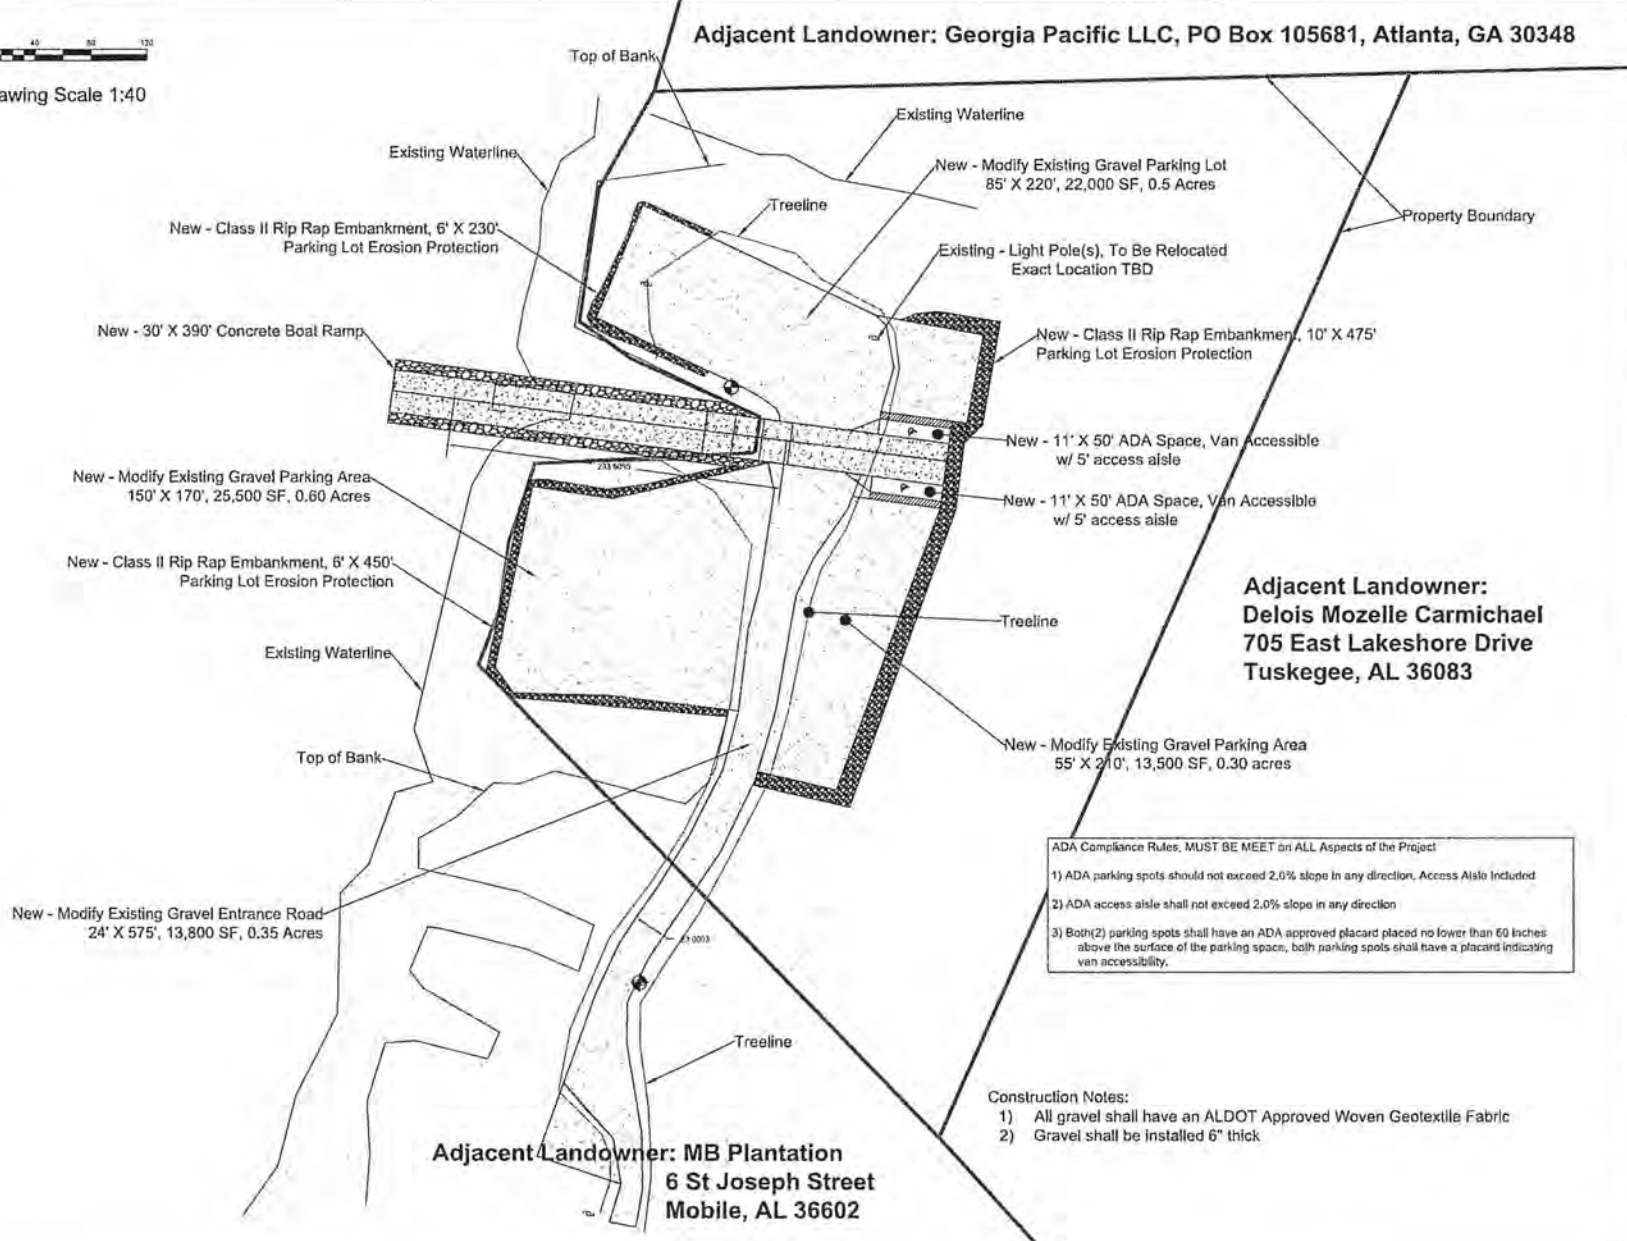 Adjacent Landowner: Georgia Pacific LLC, PO Box 105681, Atlanta, GA 30348
40 80 120
awing Scale 1:40
Top of Bank
Existing Waterline
Existing Waterline
New - Modify Existing Gravel Parking Lot
85' X 220', 22,000 SF, 0.5 Acres
Treeline
Property Boundary
New - Class II Rip Rap Embankment, 6' X 230'
Parking Lot Erosion Protection
Existing - Light Pole(s), To Be Relocated
Exact Location TBD
New - 30' X 390' Concrete Boat Ramp
New - Class II Rip Rap Embankment, 10' X 475'
Parking Lot Erosion Protection
New - 11' X 50' ADA Space, Van Accessible
w/ 5' access aisle
New - Modify Existing Gravel Parking Area
150' X 170', 25,500 SF, 0.60 Acres
New - 11' X 50' ADA Space, Van Accessible
w/ 5' access aisle
New - Class II Rip Rap Embankment, 6' X 450'
Parking Lot Erosion Protection
Adjacent Landowner:
Delois Mozelle Carmichael
705 East Lakeshore Drive
Tuskegee, AL 36083
Treeline
Existing Waterline
New - Modify Existing Gravel Parking Area
55' X 210', 13,500 SF, 0.30 acres
Top of Bank
ADA Compliance Rules, MUST BE MEET on ALL Aspects of the Project
1) ADA parking spots should not exceed 2.0% slope in any direction, Access Aisle Included
2) ADA access aisle shall not exceed 2.0% slope in any direction
3) Both(2) parking spots shall have an ADA approved placard placed no lower than 60 inches
above the surface of the parking space, both parking spots shall have a placard indicating
van accessibility.
New - Modify Existing Gravel Entrance Road
24' X 575', 13,800 SF, 0.35 Acres
Treeline
Construction Notes:
1) All gravel shall have an ALDOT Approved Woven Geotextile Fabric
2) Gravel shall be installed 6" thick
Adjacent Landowner: MB Plantation
6 St Joseph Street
Mobile, AL 36602